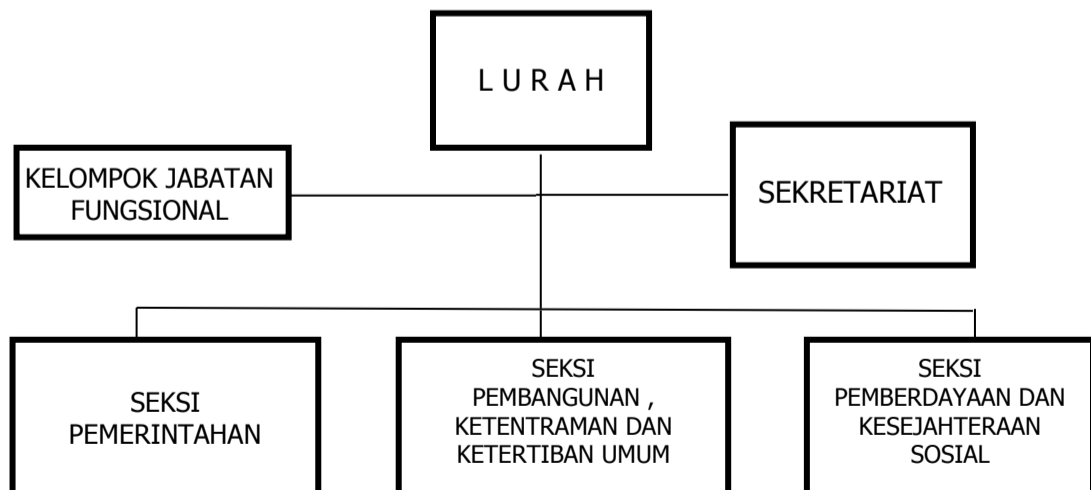 L U R A H
KELOMPOK JABATAN
FUNGSIONAL
SEKRETARIAT
SEKSI
PEMERINTAHAN
SEKSI
PEMBANGUNAN ,
KETENTRAMAN DAN
KETERTIBAN UMUM
SEKSI
PEMBERDAYAAN DAN
KESEJAHTERAAN
SOSIAL